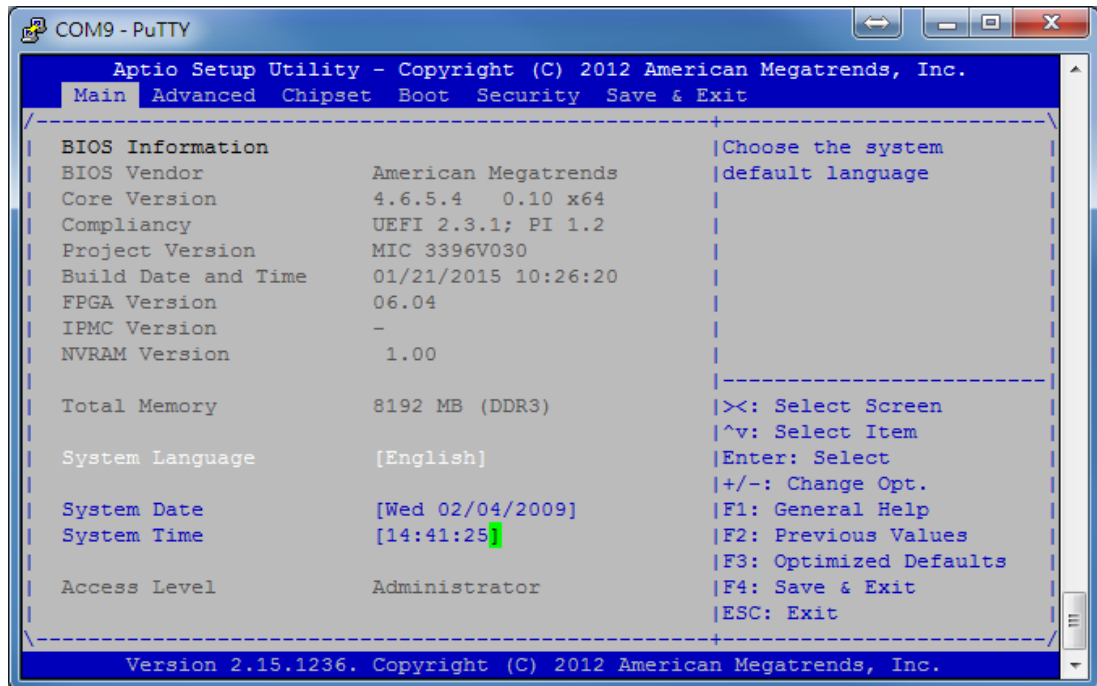 COM9 - PuTTY
Aptio Setup Utility - Copyright (C) 2012 American Megatrends, Inc.
Main Advanced Chipset Boot Security Save & Exit
/----------------------------------------------------+-------------------------\
| BIOS Information |Choose the system |
| BIOS Vendor American Megatrends |default language |
| Core Version 4.6.5.4 0.10 x64 | |
| Compliancy UEFI 2.3.1; PI 1.2 | |
| Project Version MIC 3396V030 | |
| Build Date and Time 01/21/2015 10:26:20 | |
| FPGA Version 06.04 | |
| IPMC Version - | |
| NVRAM Version 1.00 | |
| |-------------------------|
| Total Memory 8192 MB (DDR3) |><: Select Screen |
| |^v: Select Item |
| System Language [English] |Enter: Select |
| |+/-: Change Opt. |
| System Date [Wed 02/04/2009] |F1: General Help |
| System Time [14:41:25] |F2: Previous Values |
| |F3: Optimized Defaults |
| Access Level Administrator |F4: Save & Exit |
| |ESC: Exit |
\----------------------------------------------------+-------------------------/
Version 2.15.1236. Copyright (C) 2012 American Megatrends, Inc.